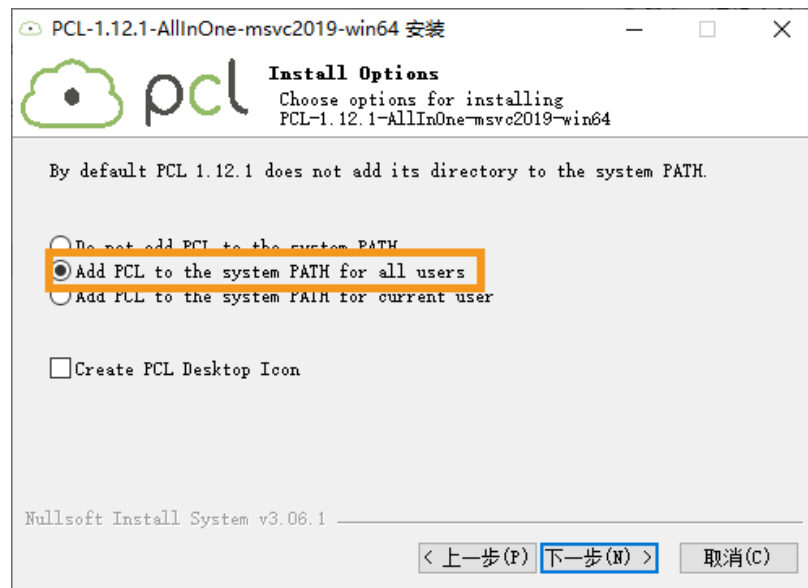 PCL-1.12.1-AllInOne-msvc2019-win64 安装
pcl
Install Options
Choose options for installing
PCL-1.12.1-AllInOne-msvc2019-win64
By default PCL 1.12.1 does not add its directory to the system PATH.
Do not add PCL to the system PATH
Add PCL to the system PATH for all users
Add PCL to the system PATH for current user
Create PCL Desktop Icon
Nullsoft Install System v3.06.1
< 上一步(P) 下一步(N) > 取消(C)